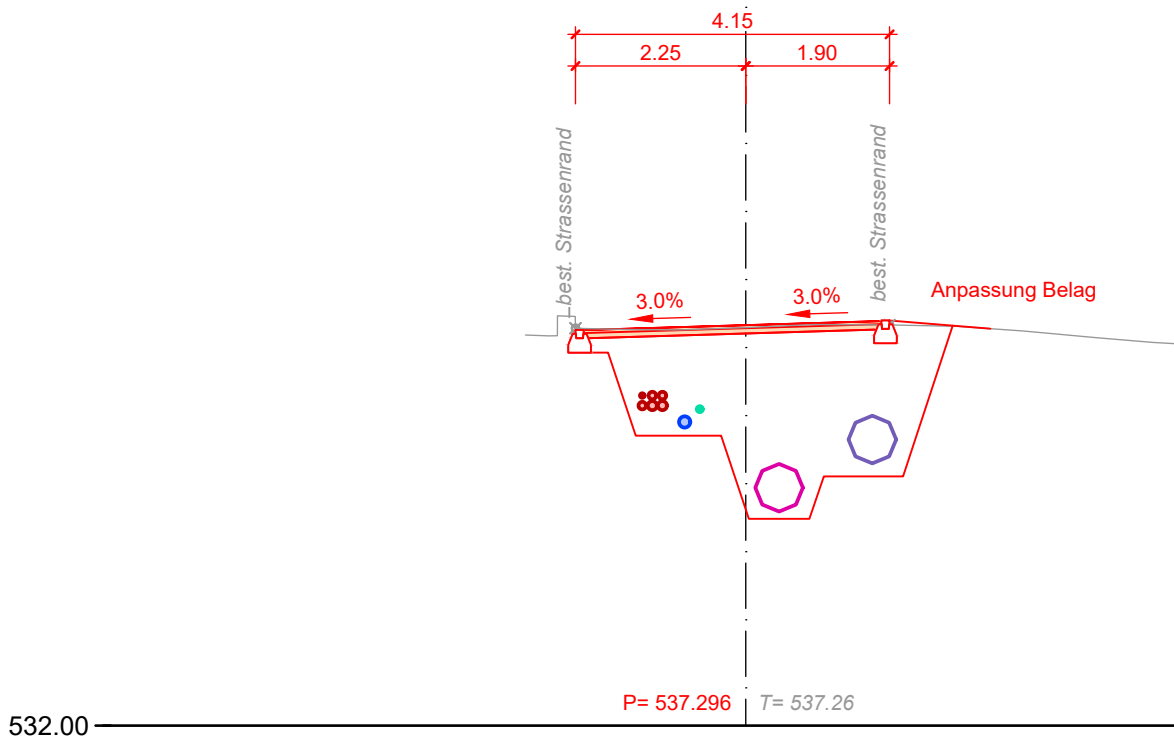 4.15
2.25
1.90
best. Strassenrand
best. Strassenrand
3.0%
3.0%
Anpassung Belag
P= 537.296
T= 537.26
532.00